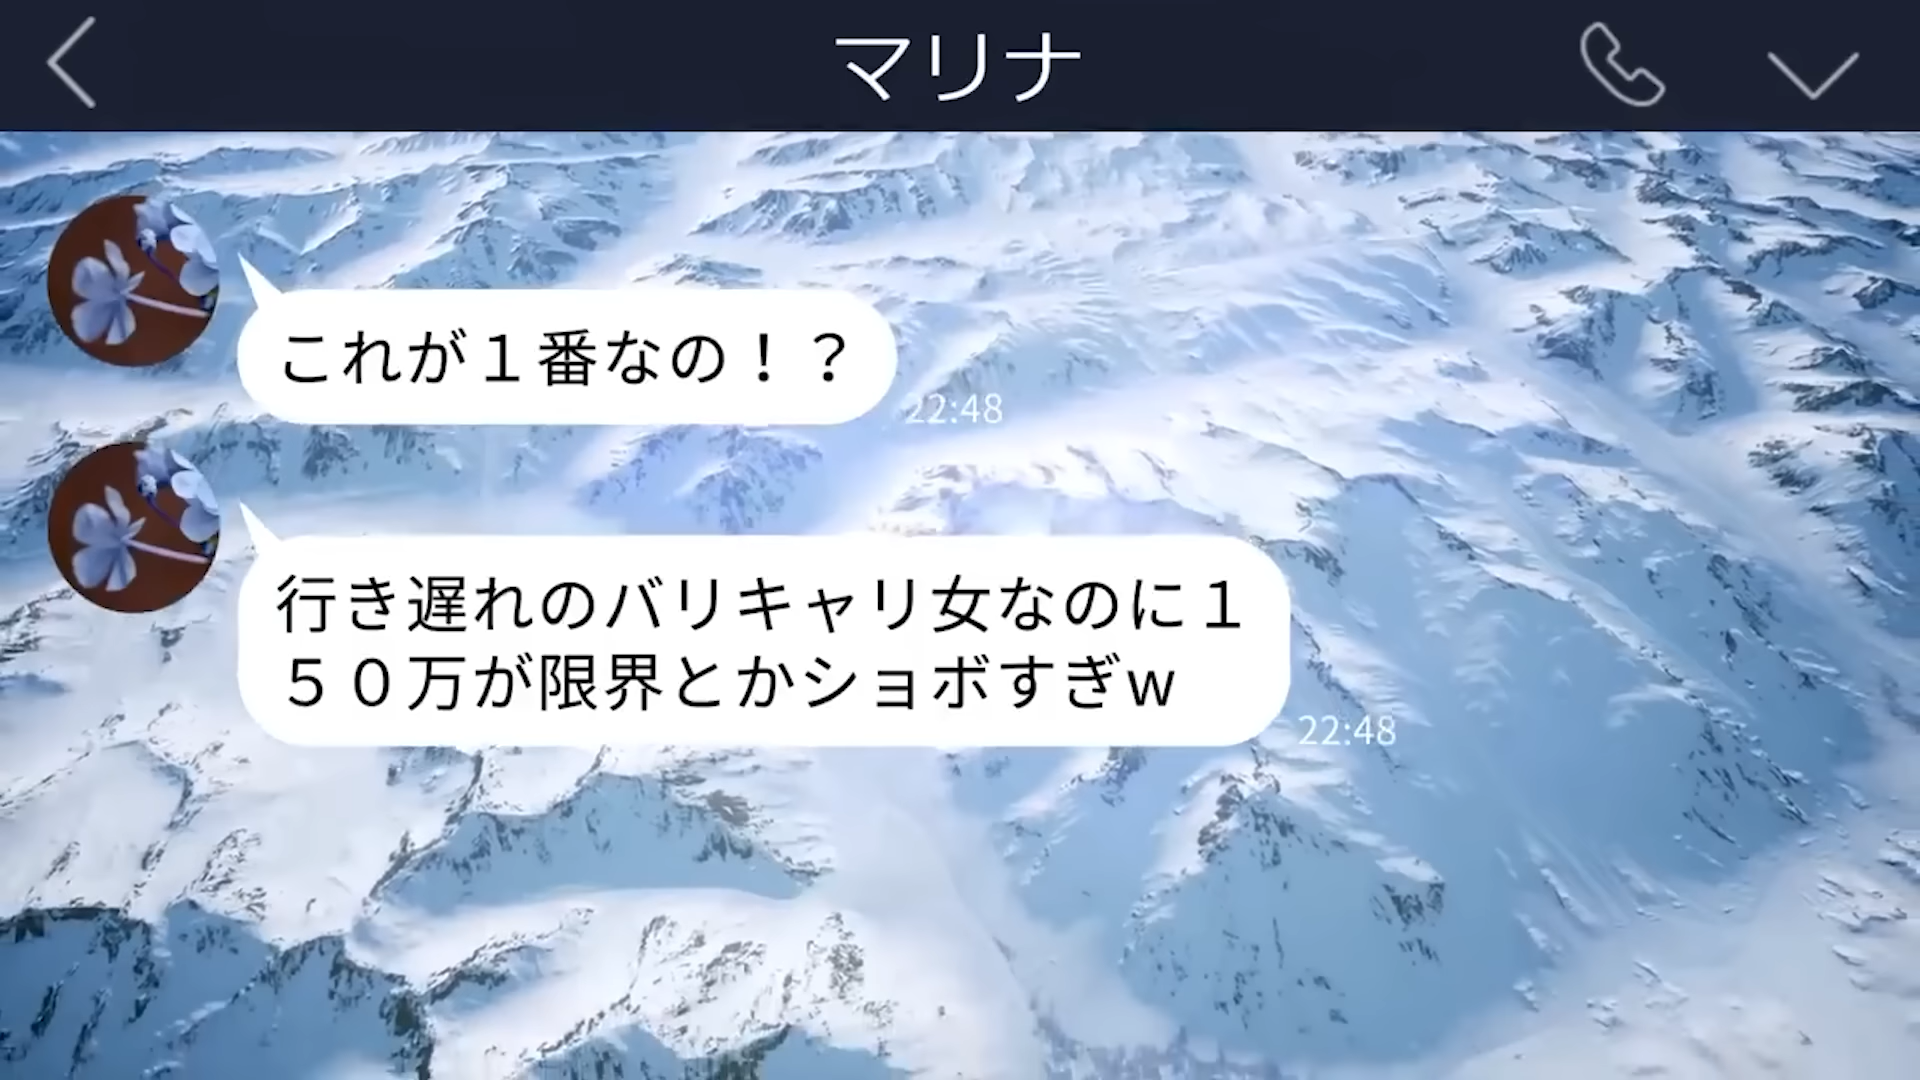 マリナ
これが１番なの！？
22:48
行き遅れのバリキャリ女なのに１
５０万が限界とかショボすぎw
22:48